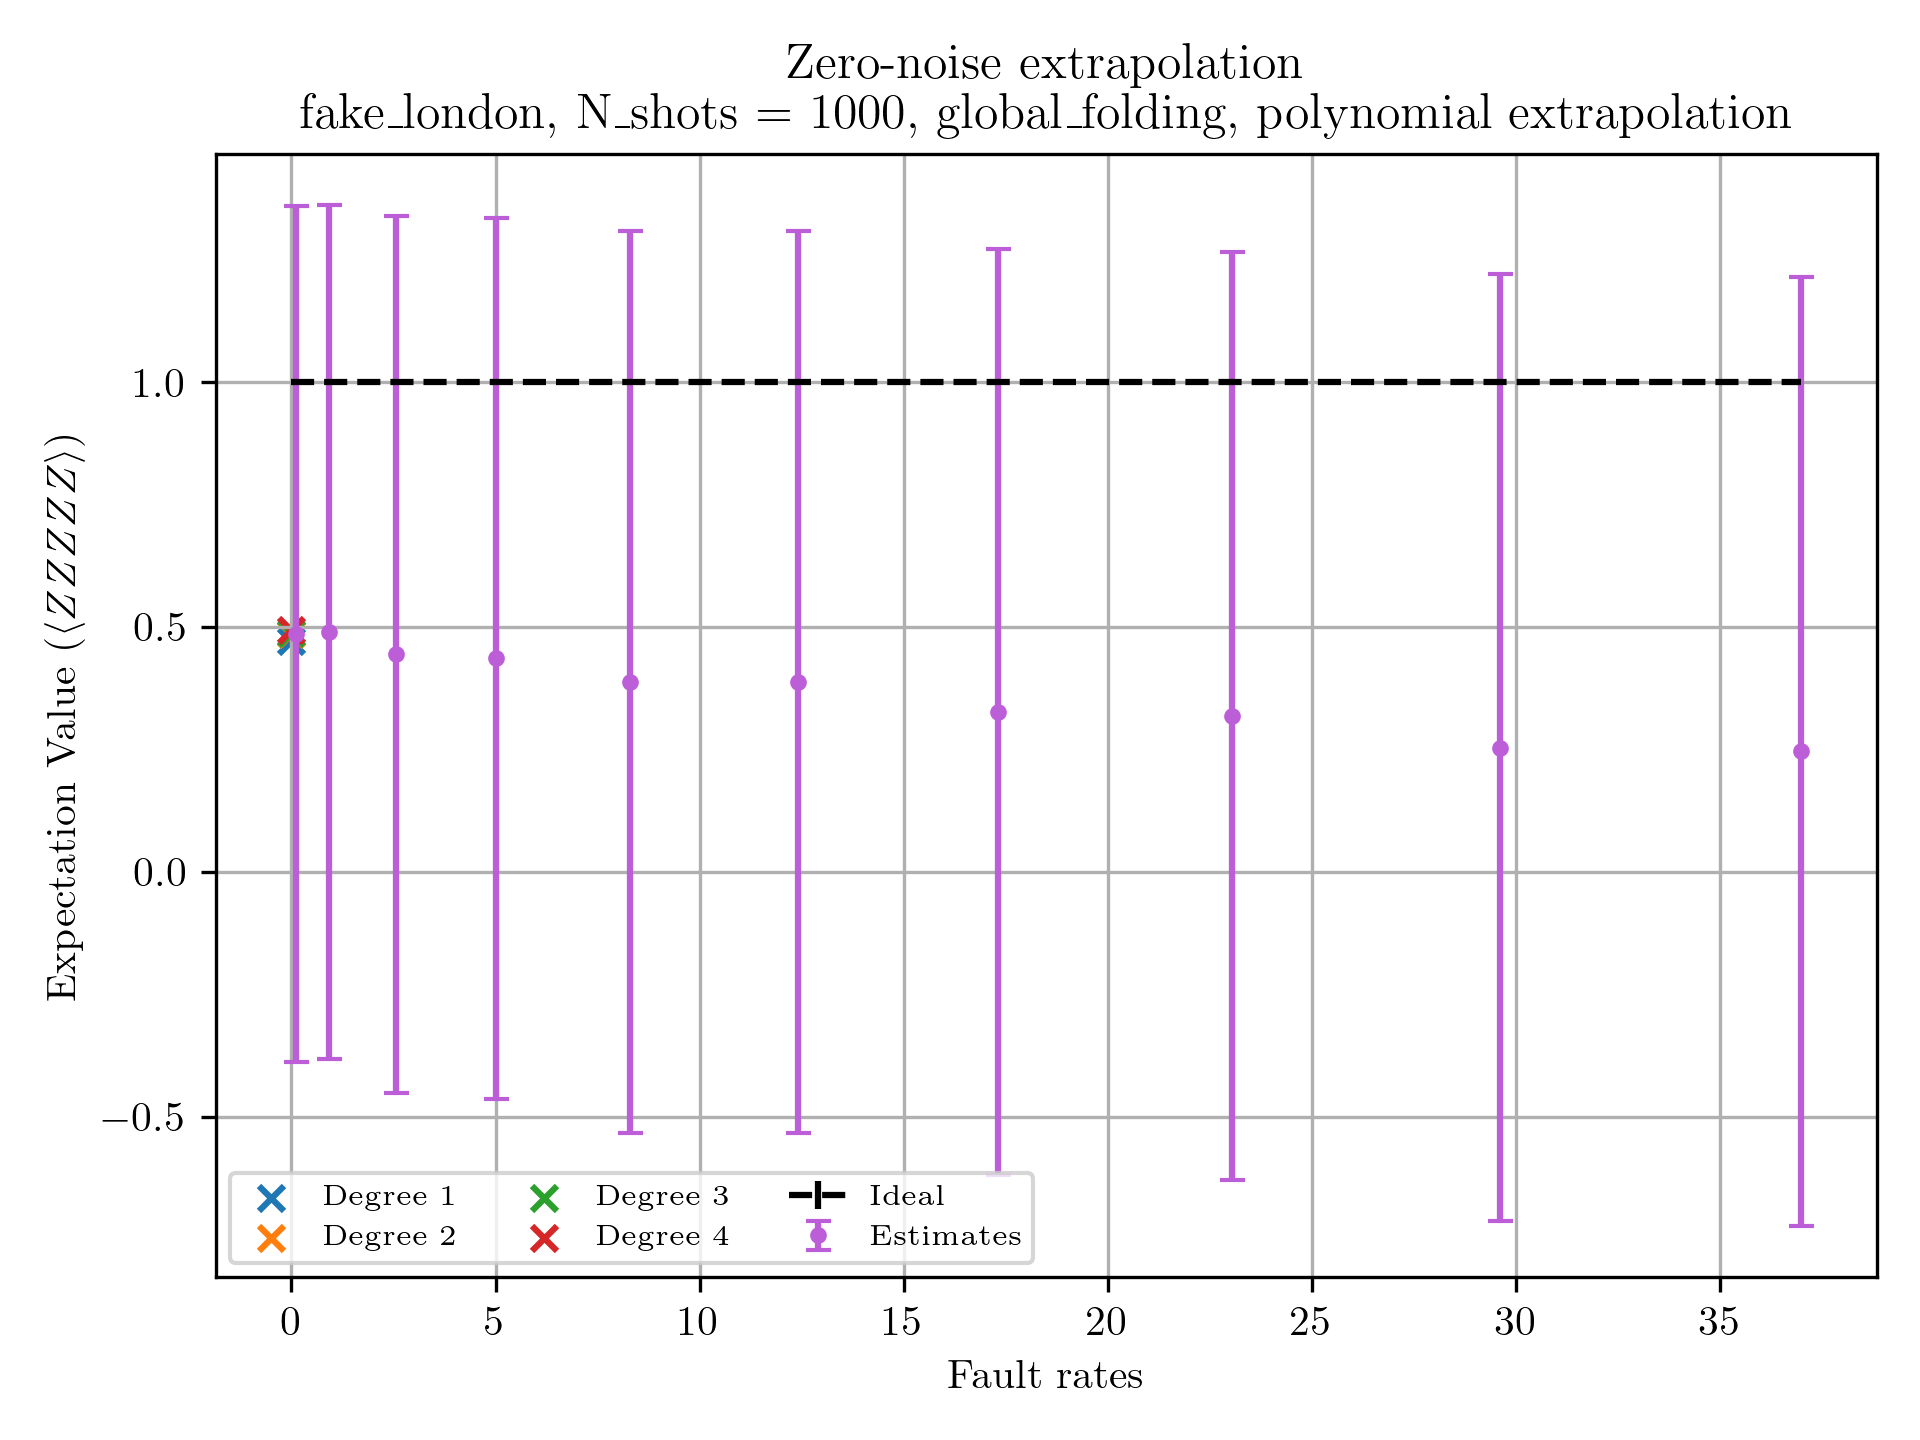 Zero-noise extrapolation
fake_london, N_shots = 1000, global_folding, polynomial extrapolation
Expectation Value (⟨ZZZZZ⟩)
1.0
0.5
0.0
−0.5
Degree 1
Degree 2
Degree 3
Degree 4
Ideal
Estimates
0 5 10 15 20 25 30 35
Fault rates